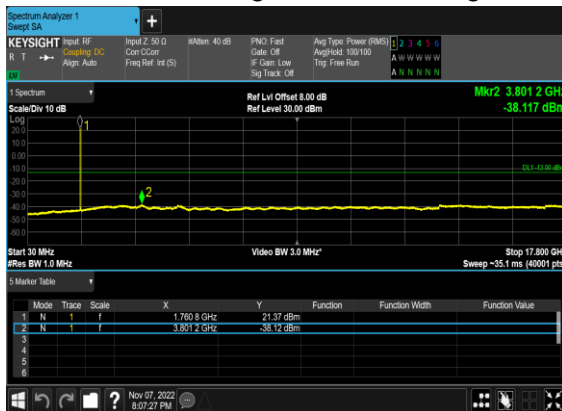 Spectrum Analyzer 1
Swept SA
+
KEYSIGHT Input: RF Input Z: 50 Ω #Atten: 40 dB PNO: Fast Avg Type: Power (RMS) 1 2 3 4 5 6
R T Coupling: DC Corr CCorr Gate: Off Avg|Hold: 100/100 A W W W W W
Align: Auto Freq Ref: Int (S) IF Gain: Low Trig: Free Run
LXI Sig Track: Off A N N N N N
1 Spectrum Ref Lvl Offset 8.00 dB Mkr2 3.801 2 GHz
Scale/Div 10 dB Ref Level 30.00 dBm -38.117 dBm
Log
20.0 1
10.0
0.00
-10.0 DL1 -13.00 dBm
-20.0
-30.0 2
-40.0
-50.0
-60.0
Start 30 MHz Video BW 3.0 MHz* Stop 17.800 GHz
#Res BW 1.0 MHz Sweep ~35.1 ms (40001 pts)
5 Marker Table
Mode Trace Scale X Y Function Function Width Function Value
1 N 1 f 1.760 8 GHz 21.37 dBm
2 N 1 f 3.801 2 GHz -38.12 dBm
3
4
5
6
? Nov 07, 2022
8:07:27 PM